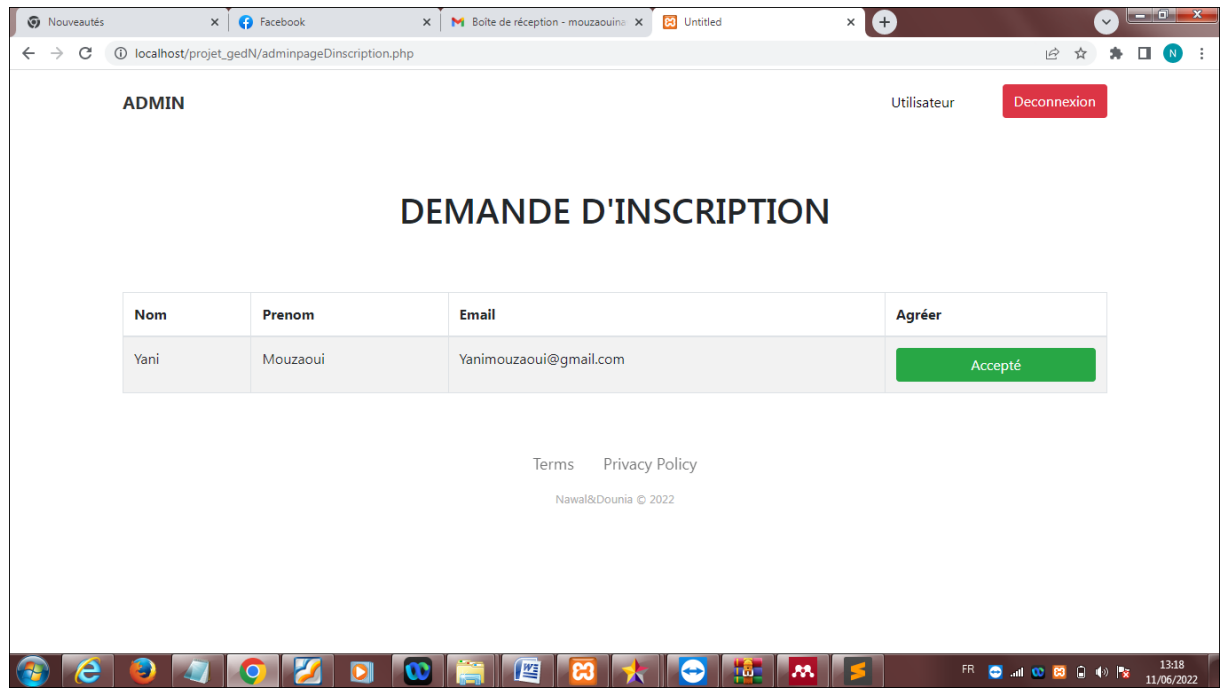 Nouveautés Facebook Boîte de réception - mouzaouina Untitled
localhost/projet_gedN/adminpageDinscription.php N
ADMIN Utilisateur Deconnexion
DEMANDE D'INSCRIPTION
Nom Prenom Email Agréer
Yani Mouzaoui Yanimouzaoui@gmail.com Accepté
Terms Privacy Policy
Nawal&Dounia © 2022
FR 13:18
11/06/2022